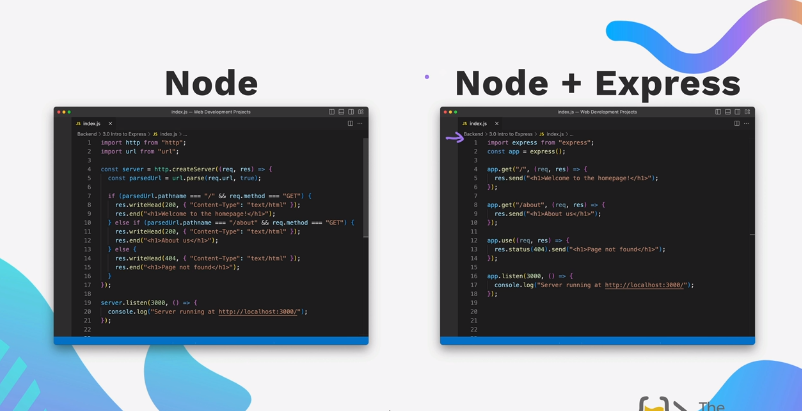 Node
index.js — Web Development Projects
JS index.js ×
Backend > 3.0 Intro to Express > JS index.js > ...
1 import http from "http";
2 import url from "url";
3
4 const server = http.createServer((req, res) => {
5 const parsedUrl = url.parse(req.url, true);
6
7 if (parsedUrl.pathname === "/" && req.method === "GET") {
8 res.writeHead(200, { "Content-Type": "text/html" });
9 res.end("<h1>Welcome to the homepage!</h1>");
10 } else if (parsedUrl.pathname === "/about" && req.method === "GET") {
11 res.writeHead(200, { "Content-Type": "text/html" });
12 res.end("<h1>About us</h1>");
13 } else {
14 res.writeHead(404, { "Content-Type": "text/html" });
15 res.end("<h1>Page not found</h1>");
16 }
17 });
18
19 server.listen(3000, () => {
20 console.log("Server running at http://localhost:3000/");
21 });
22
Node + Express
index.js — Web Development Projects
JS index.js ×
Backend > 3.0 Intro to Express > JS index.js > ...
1 import express from "express";
2 const app = express();
3
4 app.get("/", (req, res) => {
5 res.send("<h1>Welcome to the homepage!</h1>");
6 });
7
8 app.get("/about", (req, res) => {
9 res.send("<h1>About us</h1>");
10 });
11
12 app.use((req, res) => {
13 res.status(404).send("<h1>Page not found</h1>");
14 });
15
16 app.listen(3000, () => {
17 console.log("Server running at http://localhost:3000/");
18 });
19
20
21
22
The